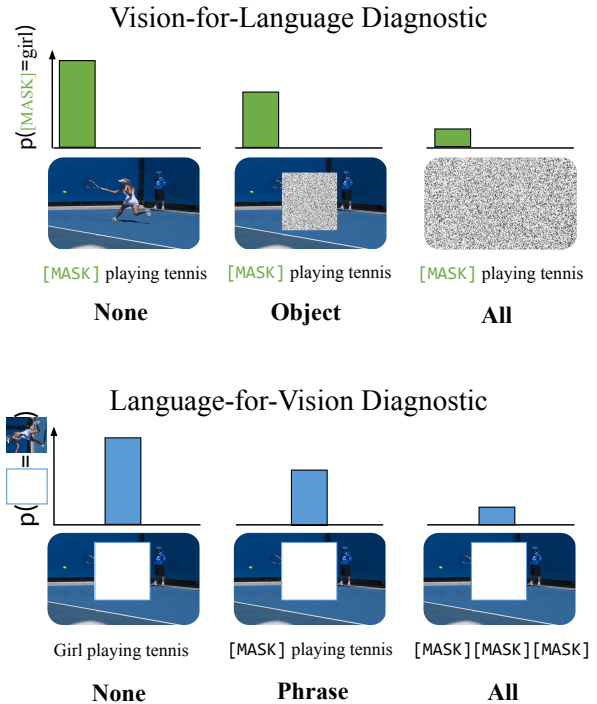 Vision-for-Language Diagnostic
p([MASK]=girl)
[MASK] playing tennis
[MASK] playing tennis
[MASK] playing tennis
None
Object
All
Language-for-Vision Diagnostic
p( = )
Girl playing tennis
[MASK] playing tennis
[MASK][MASK][MASK]
None
Phrase
All